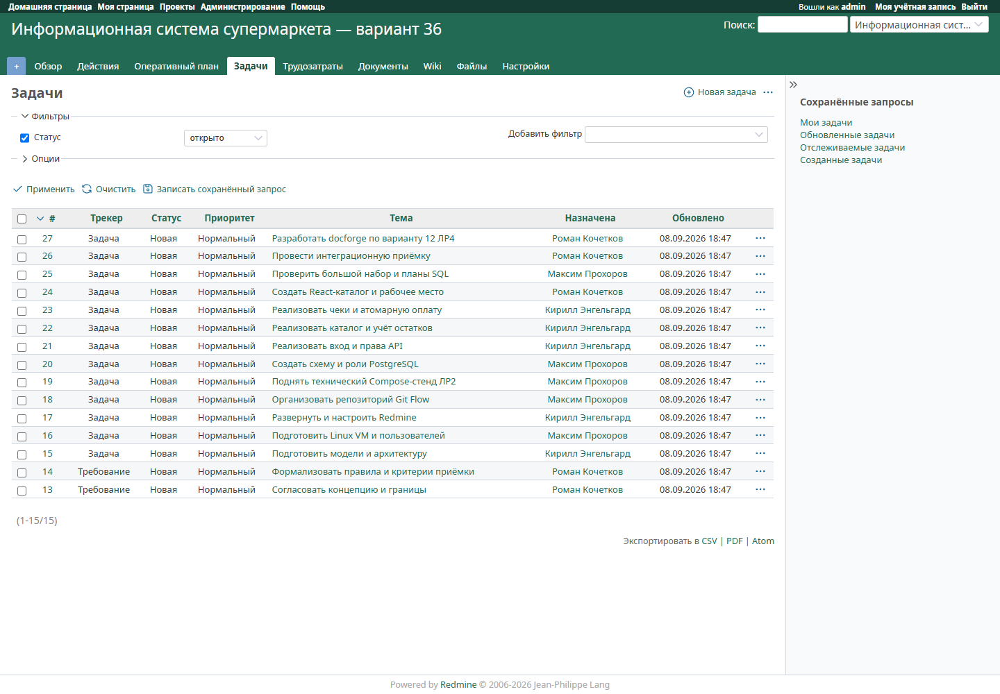 Домашняя страница Моя страница Проекты Администрирование Помощь Вошли как admin Моя учётная запись Выйти
Информационная система супермаркета — вариант 36 Поиск: Информационная сист...
+ Обзор Действия Оперативный план Задачи Трудозатраты Документы Wiki Файлы Настройки
Задачи Новая задача
Фильтры
Статус открыто Добавить фильтр
Опции
Применить Очистить Записать сохранённый запрос
# Трекер Статус Приоритет Тема Назначена Обновлено
27 Задача Новая Нормальный Разработать docforge по варианту 12 ЛР4 Роман Кочетков 08.09.2026 18:47
26 Задача Новая Нормальный Провести интеграционную приёмку Роман Кочетков 08.09.2026 18:47
25 Задача Новая Нормальный Проверить большой набор и планы SQL Максим Прохоров 08.09.2026 18:47
24 Задача Новая Нормальный Создать React-каталог и рабочее место Роман Кочетков 08.09.2026 18:47
23 Задача Новая Нормальный Реализовать чеки и атомарную оплату Кирилл Энгельгард 08.09.2026 18:47
22 Задача Новая Нормальный Реализовать каталог и учёт остатков Кирилл Энгельгард 08.09.2026 18:47
21 Задача Новая Нормальный Реализовать вход и права API Кирилл Энгельгард 08.09.2026 18:47
20 Задача Новая Нормальный Создать схему и роли PostgreSQL Максим Прохоров 08.09.2026 18:47
19 Задача Новая Нормальный Поднять технический Compose-стенд ЛР2 Максим Прохоров 08.09.2026 18:47
18 Задача Новая Нормальный Организовать репозиторий Git Flow Максим Прохоров 08.09.2026 18:47
17 Задача Новая Нормальный Развернуть и настроить Redmine Кирилл Энгельгард 08.09.2026 18:47
16 Задача Новая Нормальный Подготовить Linux VM и пользователей Максим Прохоров 08.09.2026 18:47
15 Задача Новая Нормальный Подготовить модели и архитектуру Кирилл Энгельгард 08.09.2026 18:47
14 Требование Новая Нормальный Формализовать правила и критерии приёмки Роман Кочетков 08.09.2026 18:47
13 Требование Новая Нормальный Согласовать концепцию и границы Роман Кочетков 08.09.2026 18:47
(1-15/15)
Экспортировать в CSV | PDF | Atom
Сохранённые запросы
Мои задачи
Обновленные задачи
Отслеживаемые задачи
Созданные задачи
Powered by Redmine © 2006-2026 Jean-Philippe Lang